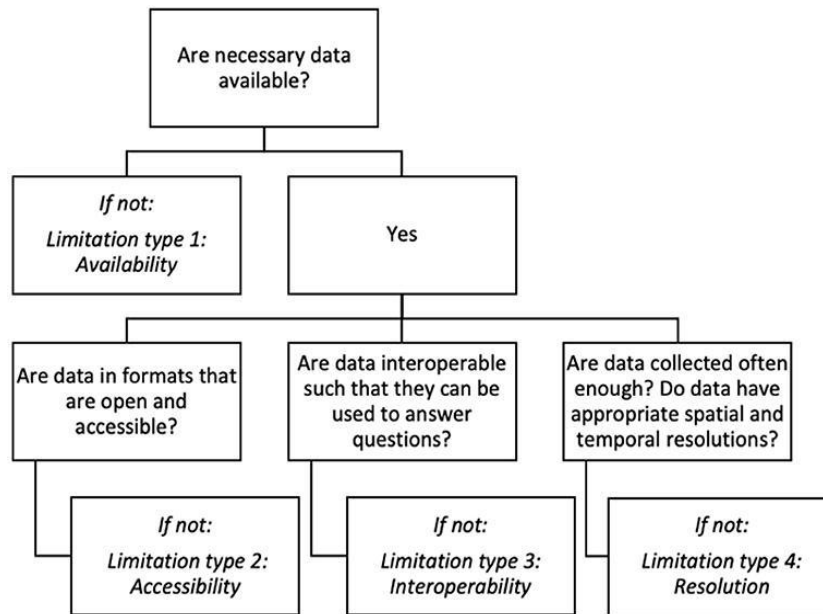 Are necessary data
available?
If not:
Limitation type 1:
Availability
Yes
Are data in formats that
are open and
accessible?
Are data interoperable
such that they can be
used to answer
questions?
Are data collected often
enough? Do data have
appropriate spatial and
temporal resolutions?
If not:
Limitation type 2:
Accessibility
If not:
Limitation type 3:
Interoperability
If not:
Limitation type 4:
Resolution